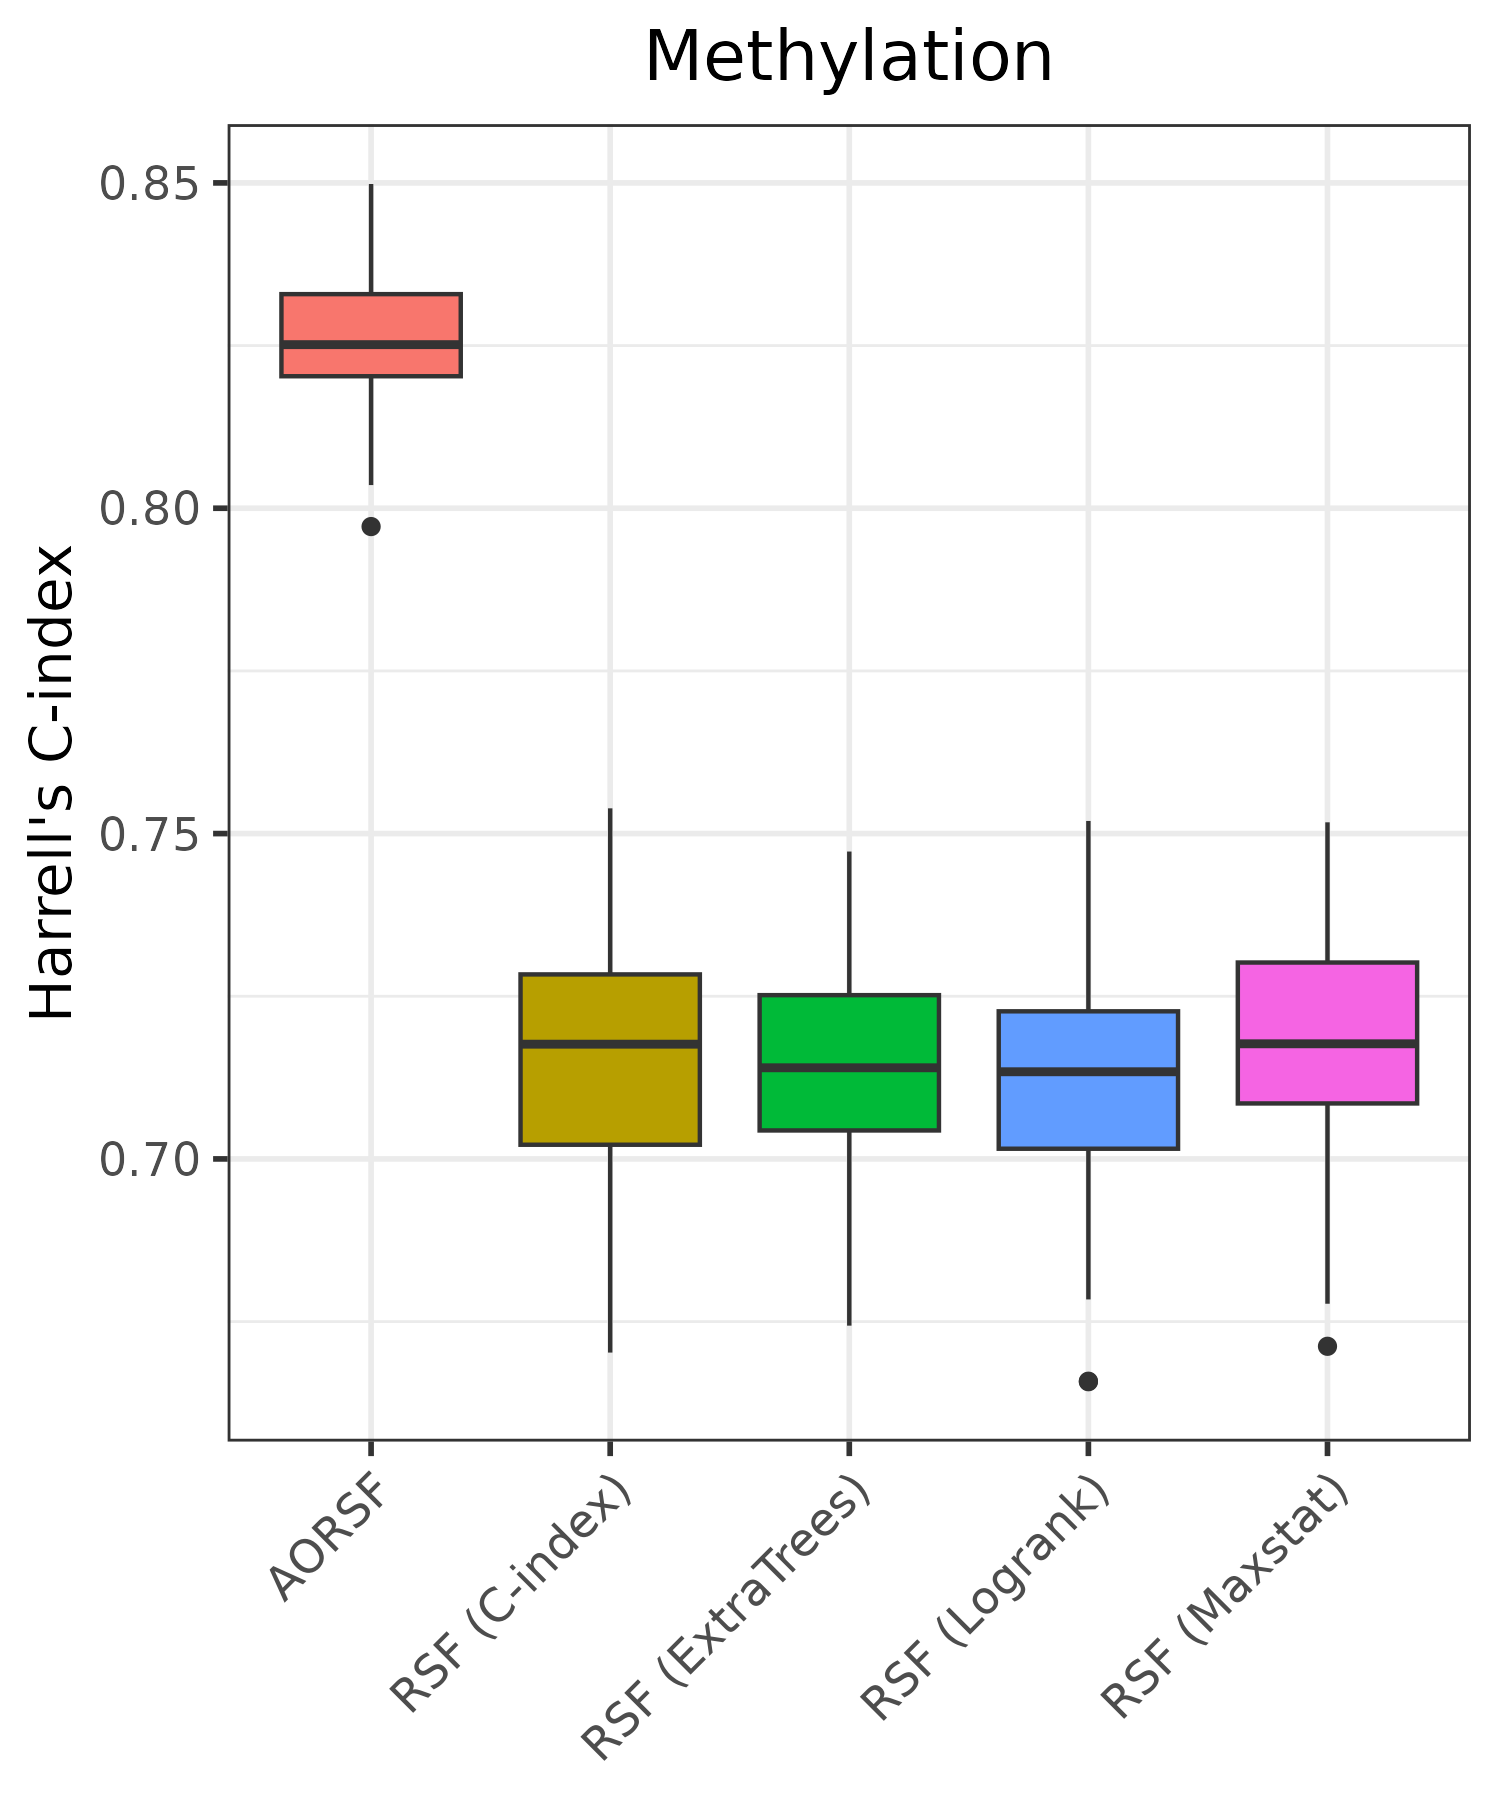 Methylation
Harrell's C-index
0.85
0.80
0.75
0.70
AORSF
RSF (C-index)
RSF (ExtraTrees)
RSF (Logrank)
RSF (Maxstat)